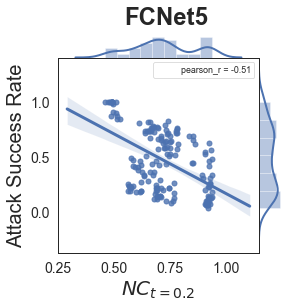 FCNet5
pearson_r = -0.51
Attack Success Rate
1.0
0.5
0.0
0.25 0.50 0.75 1.00
NC_{t=0.2}